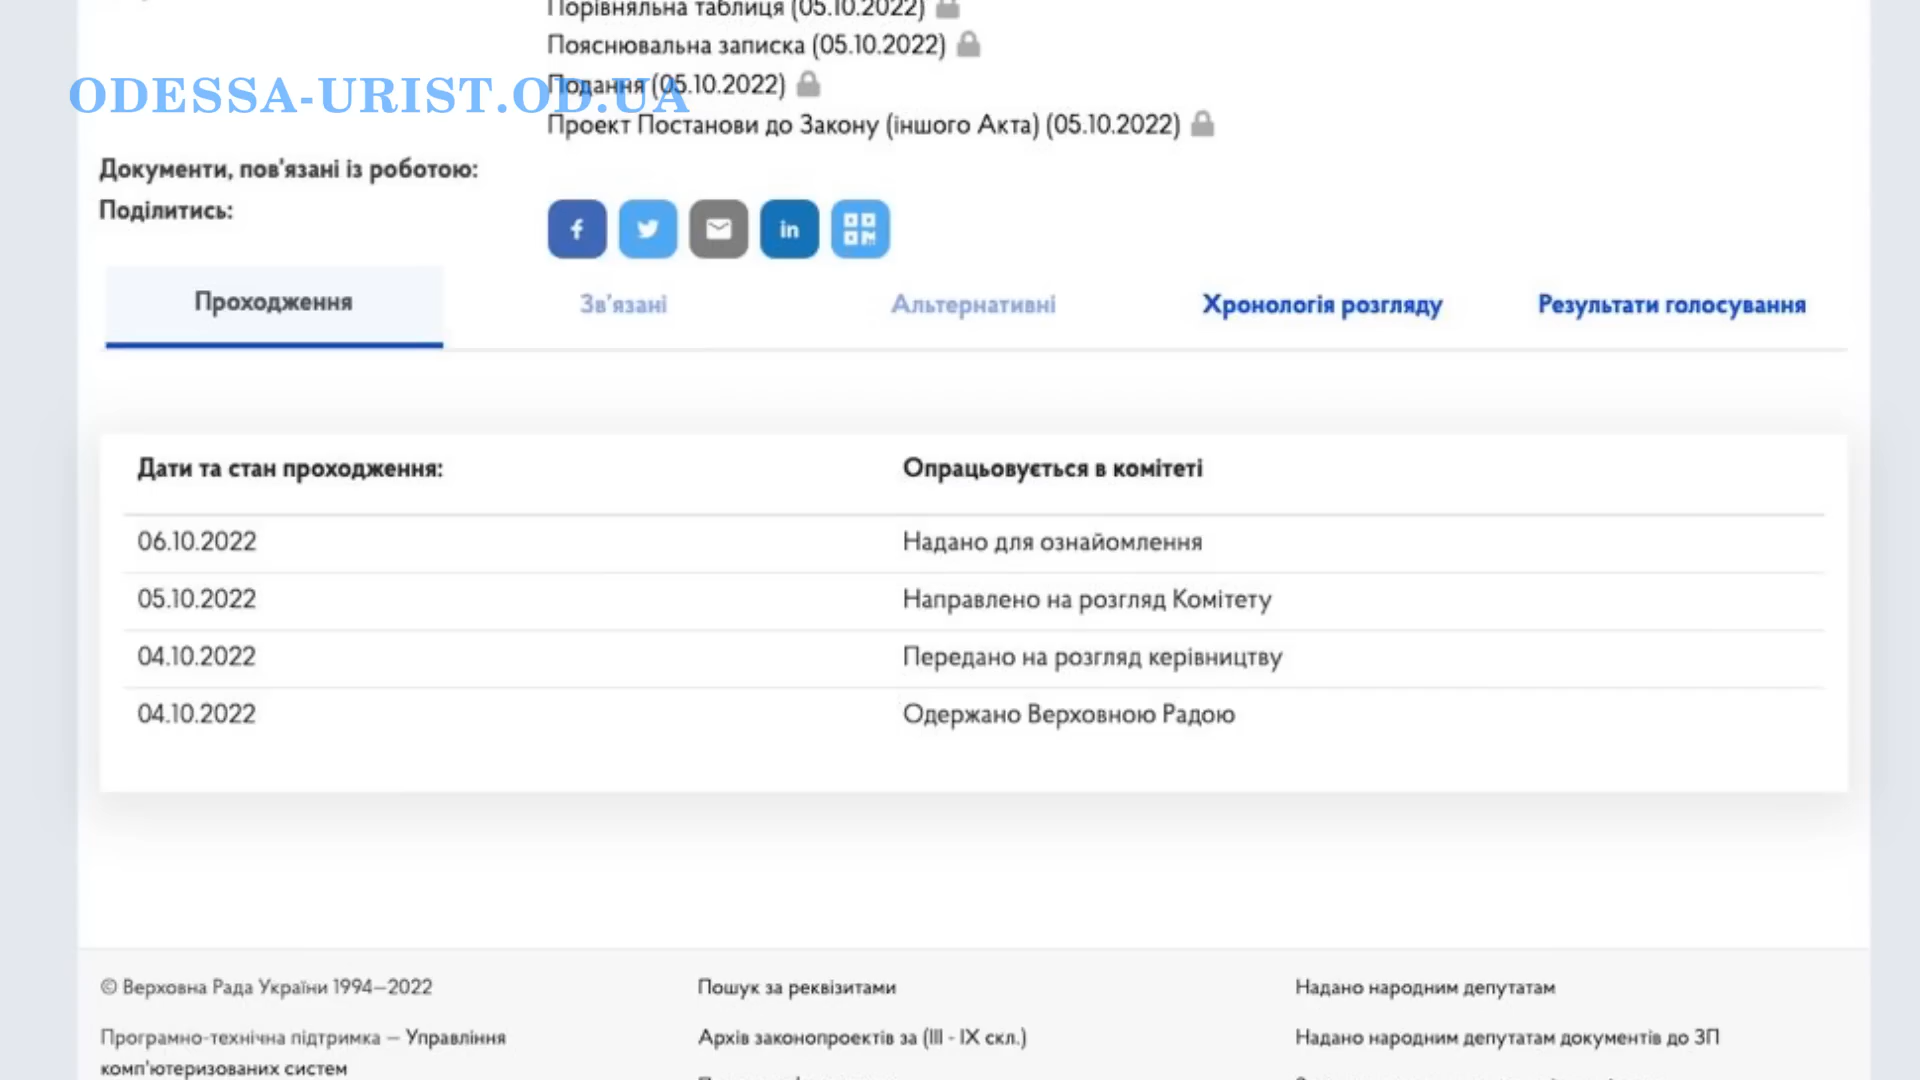 Порівняльна таблиця (05.10.2022)
Пояснювальна записка (05.10.2022)
ODESSA-URIST.OD.UA
Подання (05.10.2022)
Проект Постанови до Закону (іншого Акта) (05.10.2022)
Документи, пов'язані із роботою:
Поділитись:
Проходження
Зв'язані
Альтернативні
Хронологія розгляду
Результати голосування
Дати та стан проходження: Опрацьовується в комітеті
06.10.2022 Надано для ознайомлення
05.10.2022 Направлено на розгляд Комітету
04.10.2022 Передано на розгляд керівництву
04.10.2022 Одержано Верховною Радою
© Верховна Рада України 1994—2022
Програмно-технічна підтримка — Управління
комп'ютеризованих систем
Пошук за реквізитами
Архів законопроектів за (III - IX скл.)
Надано народним депутатам
Надано народним депутатам документів до ЗП